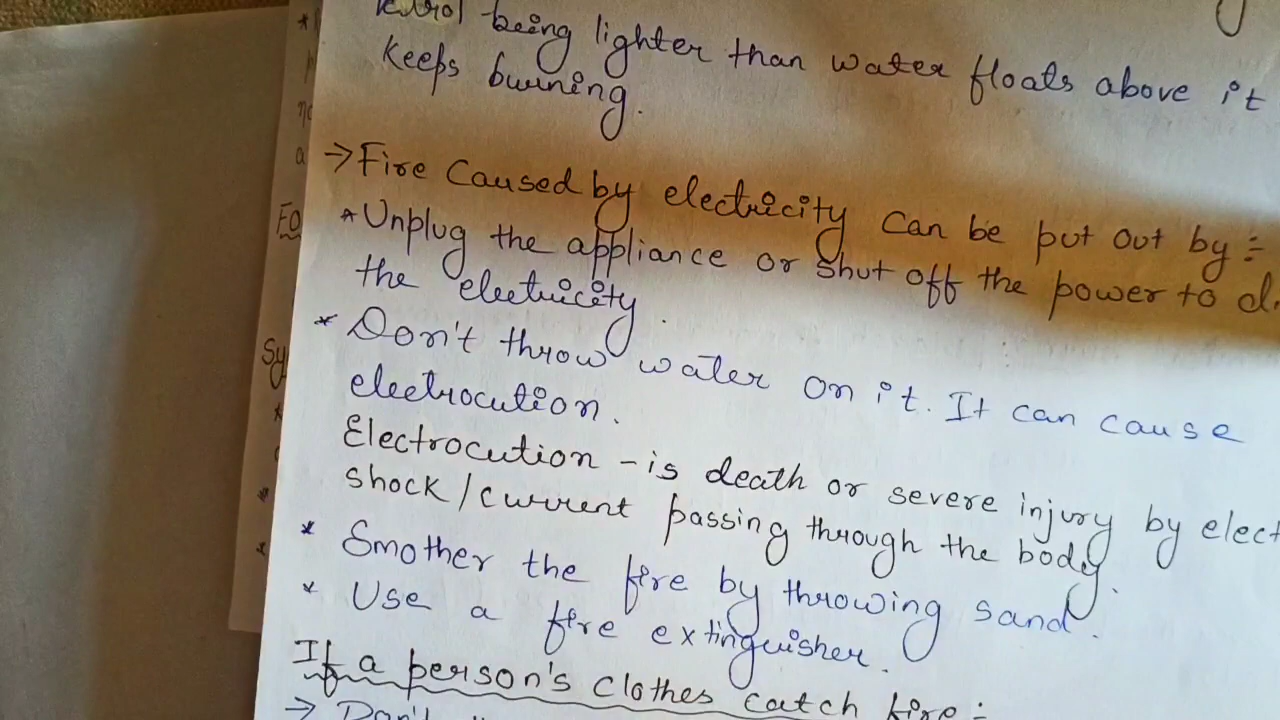 being lighter than water floats above it
keeps burning.
→ Fire Caused by electricity can be put out by :-
* Unplug the appliance or shut off the power to
the electricity.
* Don't throw water on it. It can cause
electrocution.
Electrocution - is death or severe injury by elect
shock/current passing through the body.
* Smother the fire by throwing sand.
* Use a fire extinguisher.
If a person's clothes catch fire :-
→ Don't